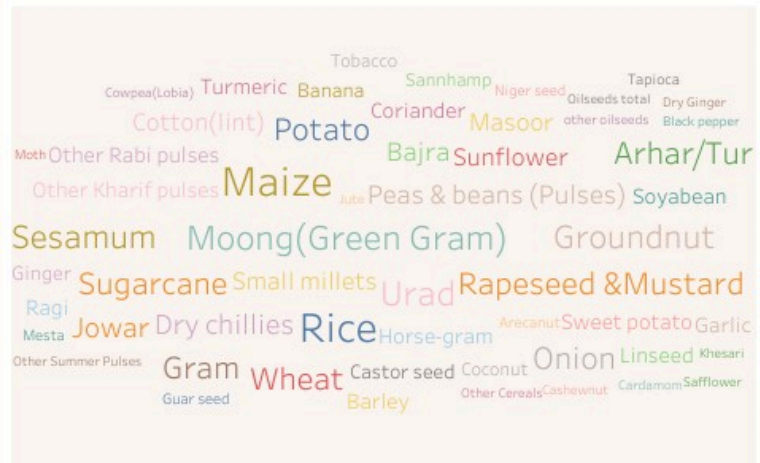 Tobacco
Cowpea(Lobia) Turmeric Banana Sannhamp Niger seed Tapioca
Oilseeds total Dry Ginger
Cotton(lint) Potato Coriander Masoor other oilseeds Black pepper
Moth Other Rabi pulses Bajra Sunflower Arhar/Tur
Other Kharif pulses Maize Jute Peas & beans (Pulses) Soyabean
Sesamum Moong(Green Gram) Groundnut
Ginger Sugarcane Small millets Urad Rapeseed &Mustard
Ragi
Mesta Jowar Dry chillies Rice Horse-gram Arecanut Sweet potato Garlic
Other Summer Pulses Gram Wheat Castor seed Coconut Onion Linseed Khesari
Guar seed Barley Other Cereals Cashewnut Cardamom Safflower